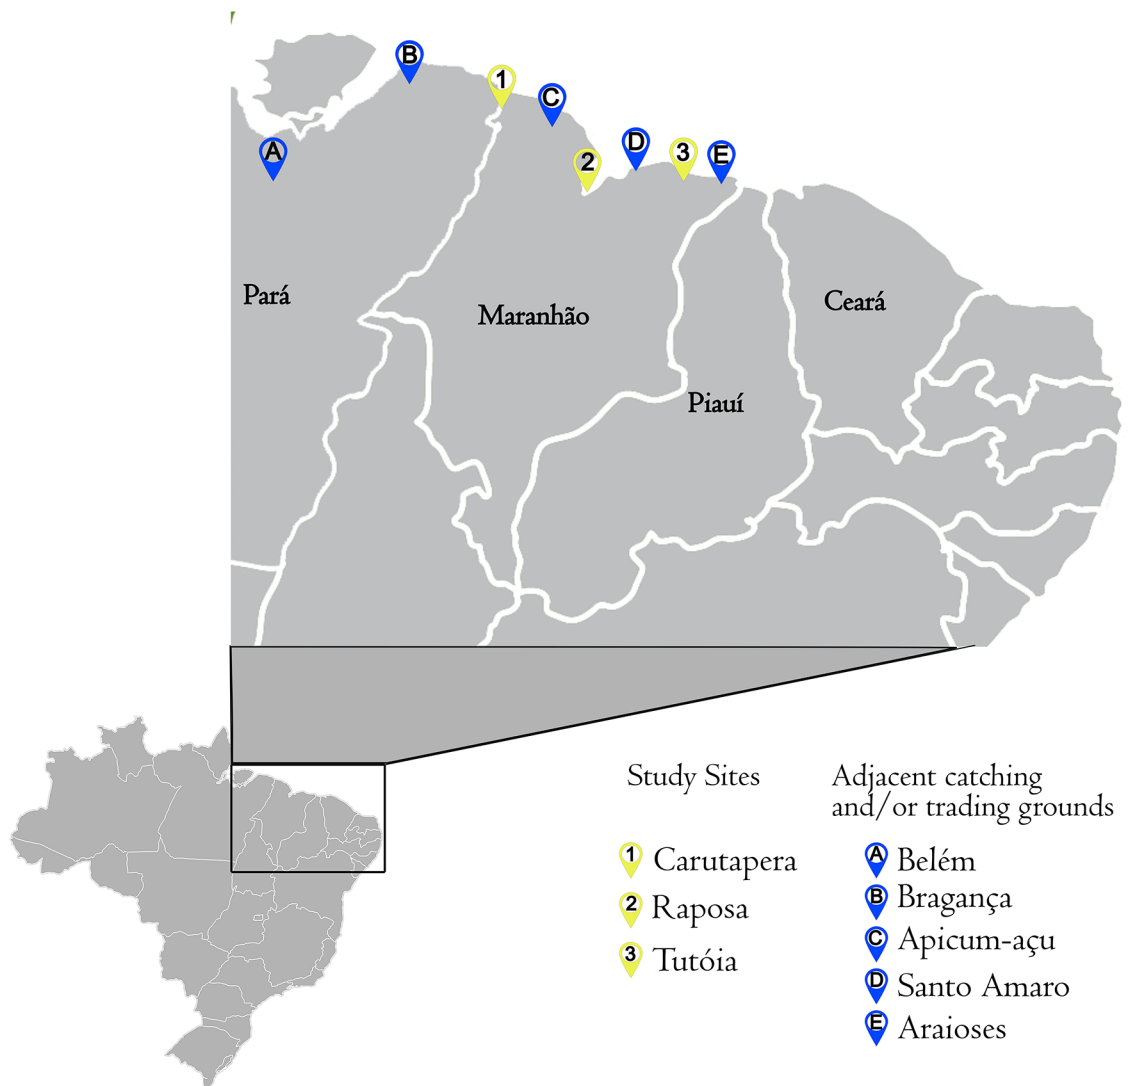 B
1
C
A
2
D
3
E
Pará
Maranhão
Ceará
Piauí
Study Sites
1 Carutapera
2 Raposa
3 Tutóia
Adjacent catching
and/or trading grounds
A Belém
B Bragança
C Apicum-açu
D Santo Amaro
E Araioses